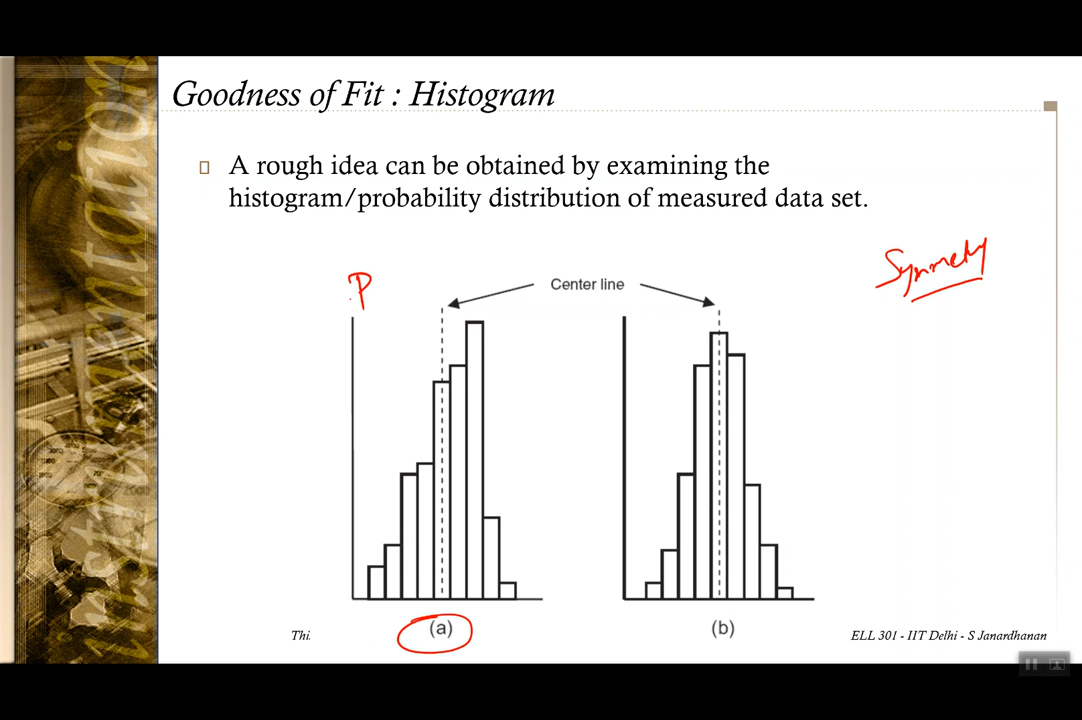 Goodness of Fit : Histogram
A rough idea can be obtained by examining the
histogram/probability distribution of measured data set.
Symmetry
P
Center line
(a)
(b)
Thi.
ELL 301 - IIT Delhi - S Janardhanan